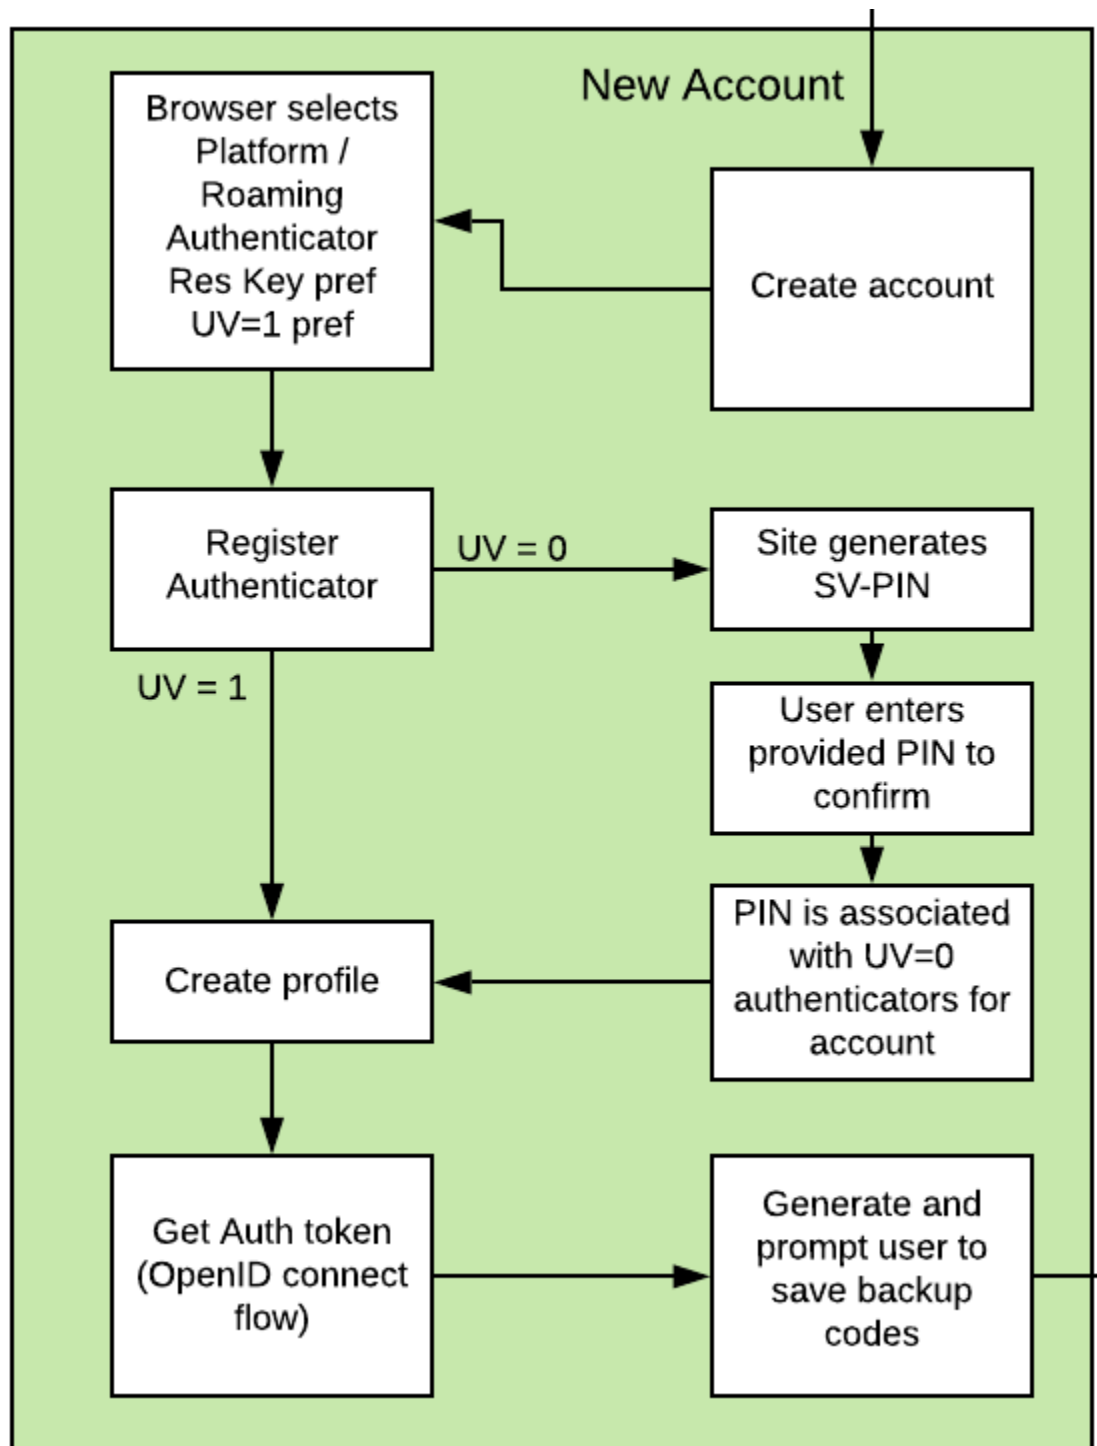 New Account
Create account
Browser selects
Platform /
Roaming
Authenticator
Res Key pref
UV=1 pref
Register
Authenticator
UV = 0
Site generates
SV-PIN
User enters
provided PIN to
confirm
PIN is associated
with UV=0
authenticators for
account
UV = 1
Create profile
Get Auth token
(OpenID connect
flow)
Generate and
prompt user to
save backup
codes